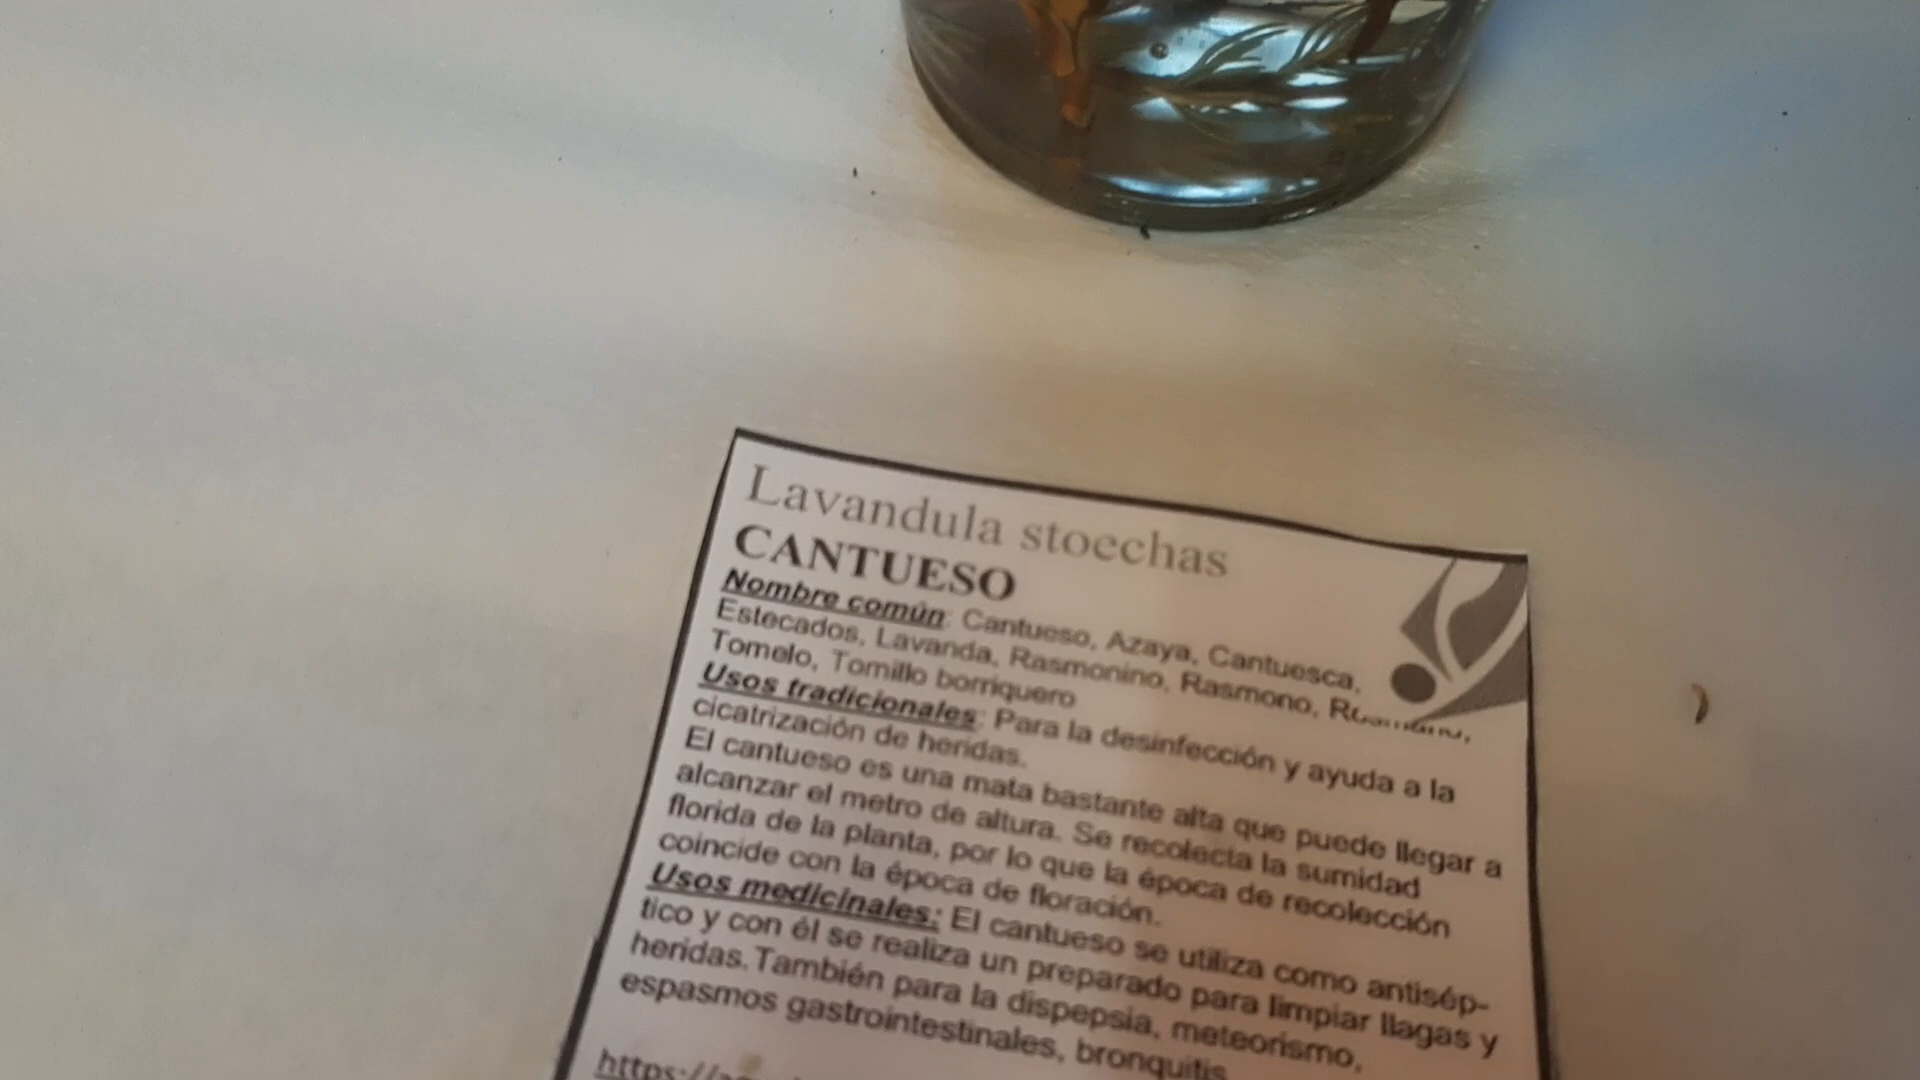 Lavandula stoechas
CANTUESO
Nombre común: Cantueso, Azaya, Cantuesca,
Estecados, Lavanda, Rasmonino, Rasmono,
Tomelo, Tomillo borriquero
Usos tradicionales: Para la desinfección y ayuda a la
cicatrización de heridas.
El cantueso es una mata bastante alta que puede llegar a
alcanzar el metro de altura. Se recolecta la sumidad
florida de la planta, por lo que la época de recolección
coincide con la época de floración.
Usos medicinales: El cantueso se utiliza como antisép-
tico y con él se realiza un preparado para limpiar llagas y
heridas. También para la dispepsia, meteorismo,
espasmos gastrointestinales, bronquitis